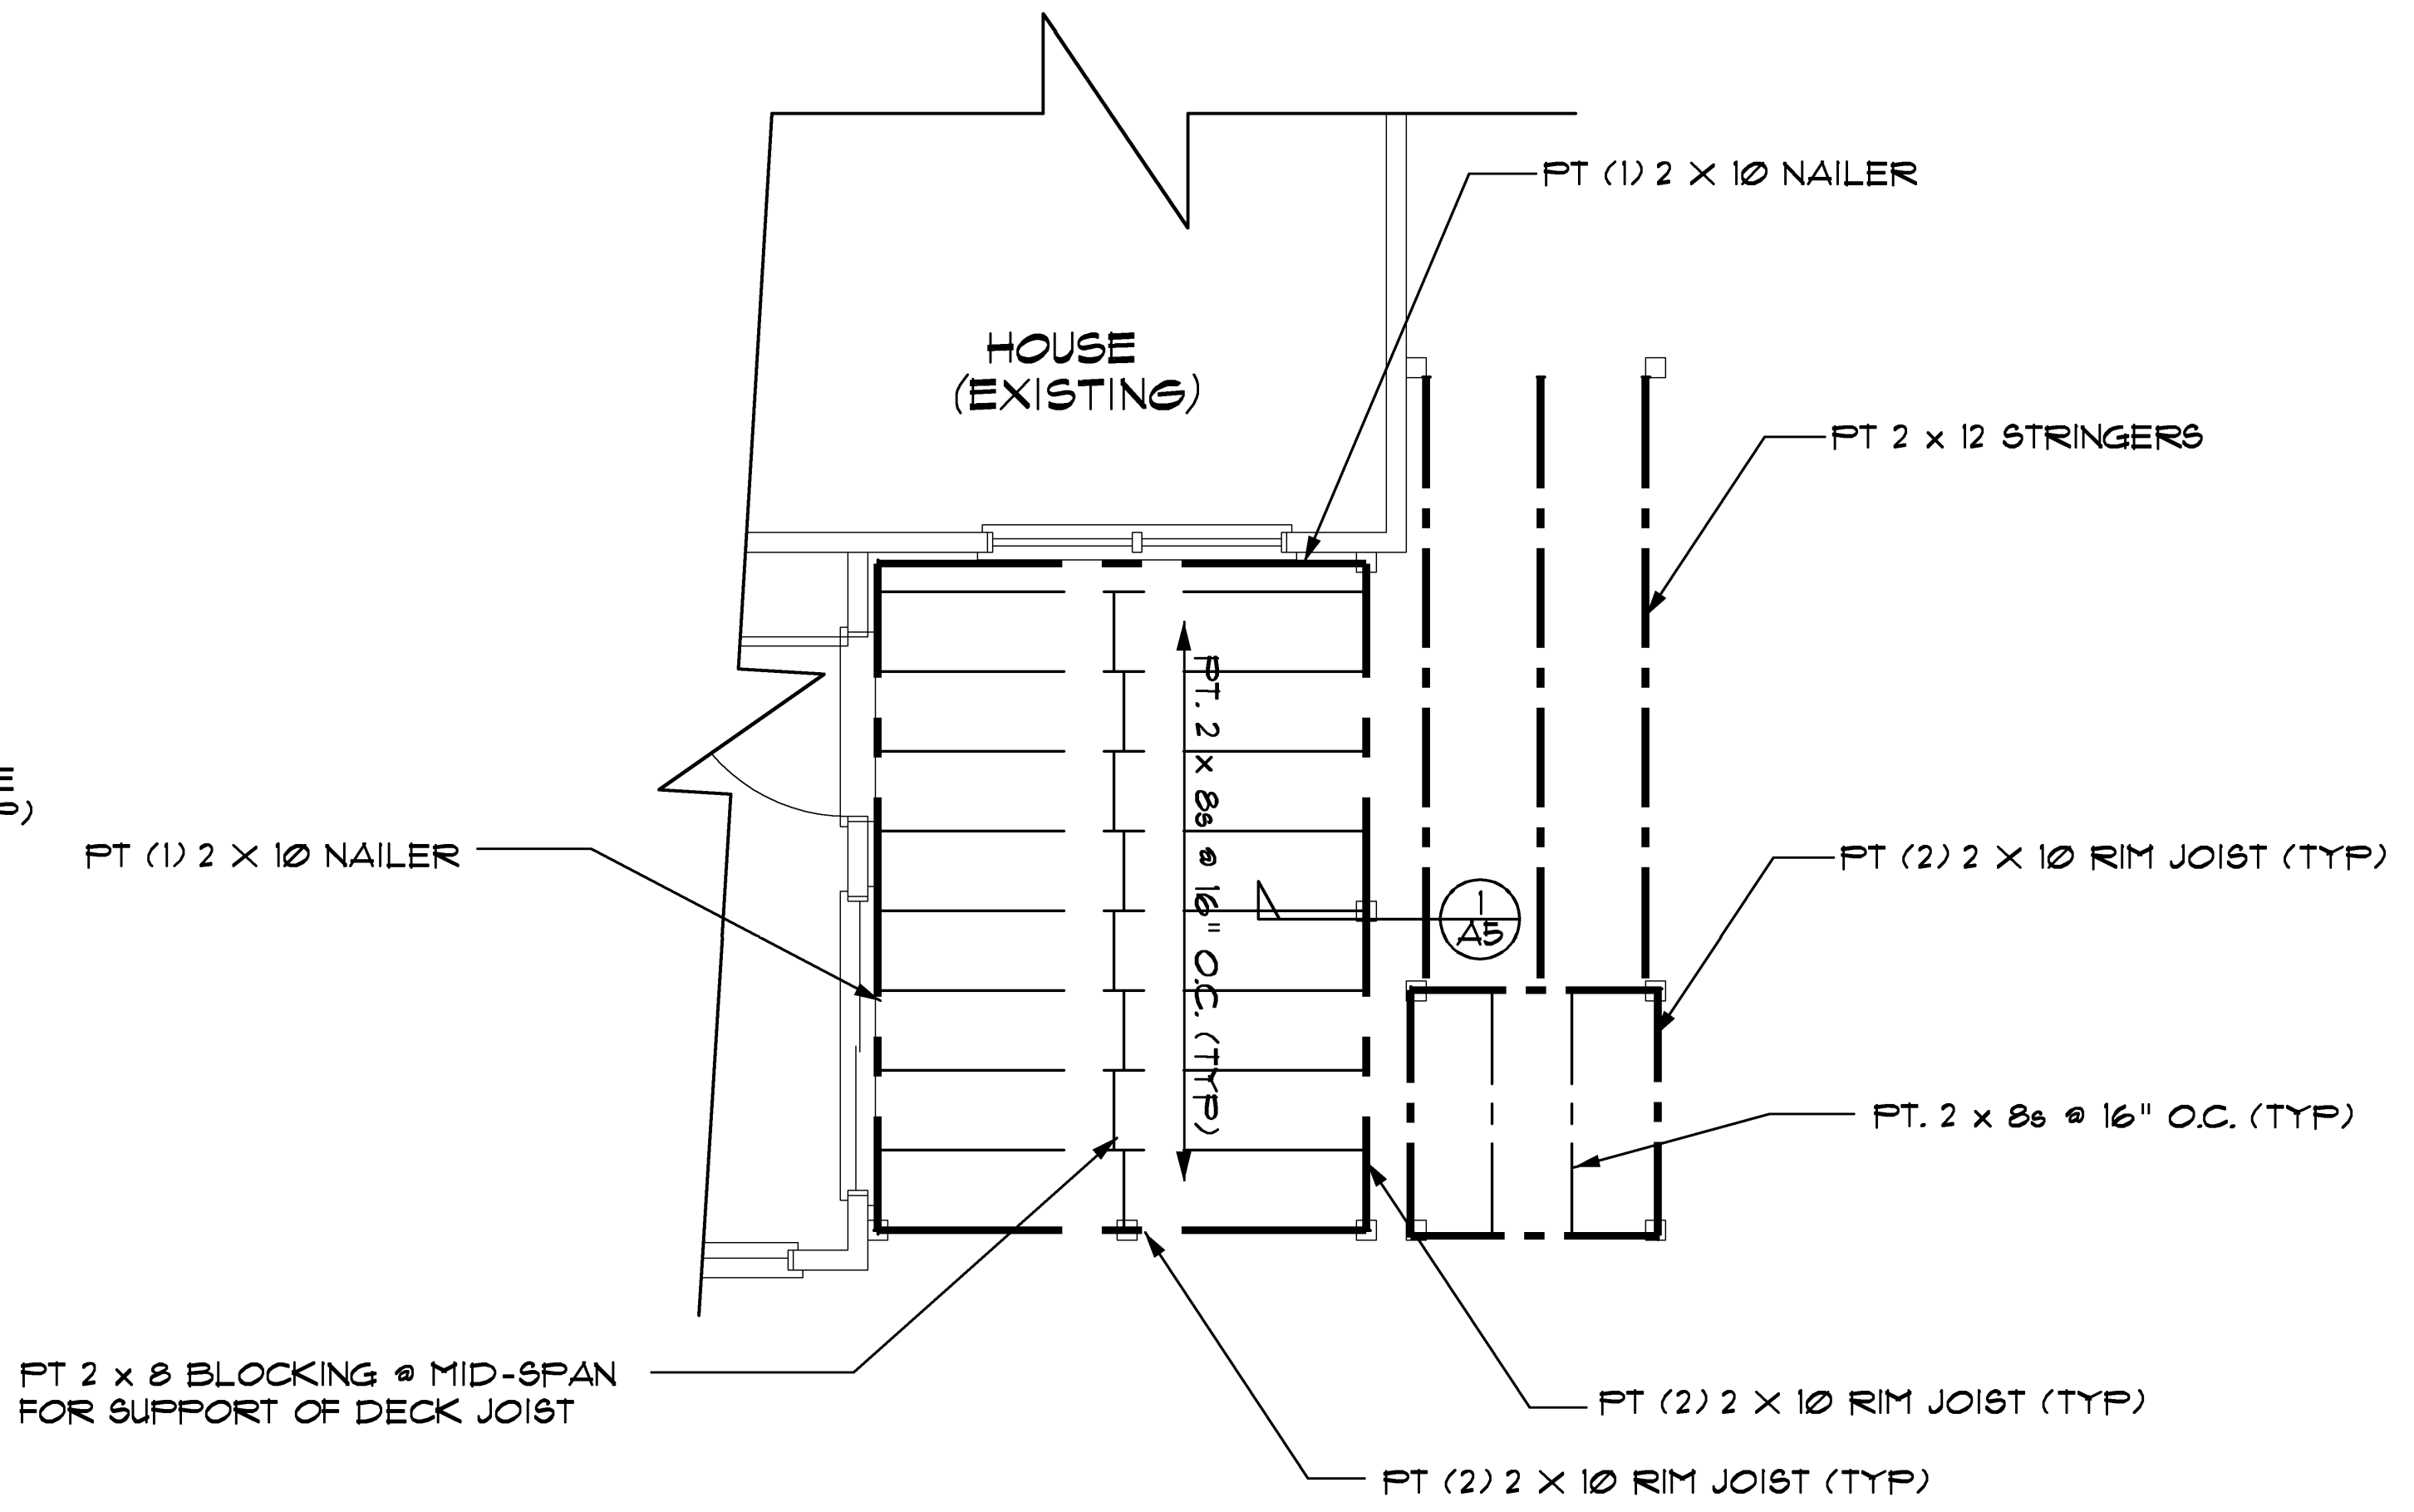 PT (1) 2 X 10 NAILER
HOUSE
(EXISTING)
PT 2 x 12 STRINGERS
PT. 2 x 8s @ 16" O.C. (TYP)
E
P)
PT (1) 2 X 10 NAILER
PT (2) 2 X 10 RIM JOIST (TYP)
1
A5
PT. 2 x 8s @ 16" O.C. (TYP)
PT 2 x 8 BLOCKING @ MID-SPAN
FOR SUPPORT OF DECK JOIST
PT (2) 2 X 10 RIM JOIST (TYP)
PT (2) 2 X 10 RIM JOIST (TYP)